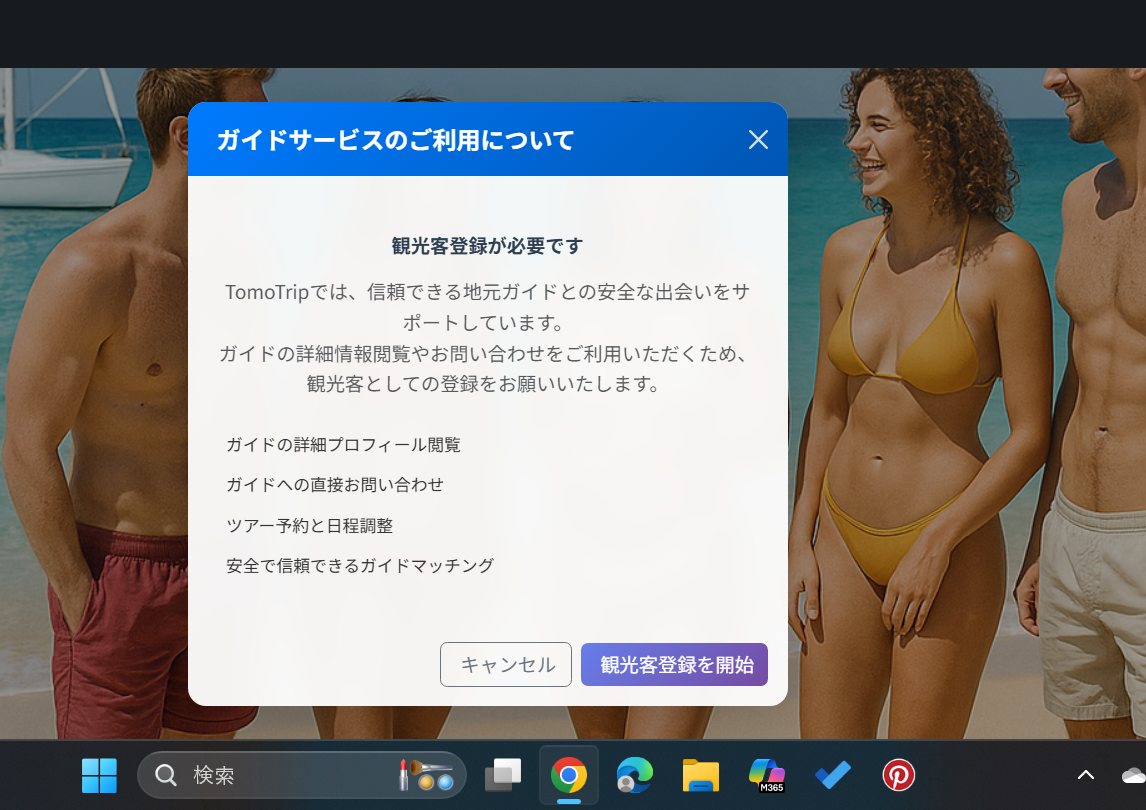 ガイドサービスのご利用について
観光客登録が必要です
TomoTripでは、信頼できる地元ガイドとの安全な出会いをサ
ポートしています。
ガイドの詳細情報閲覧やお問い合わせをご利用いただくため、
観光客としての登録をお願いいたします。
ガイドの詳細プロフィール閲覧
ガイドへの直接お問い合わせ
ツアー予約と日程調整
安全で信頼できるガイドマッチング
キャンセル
観光客登録を開始
検索
M365